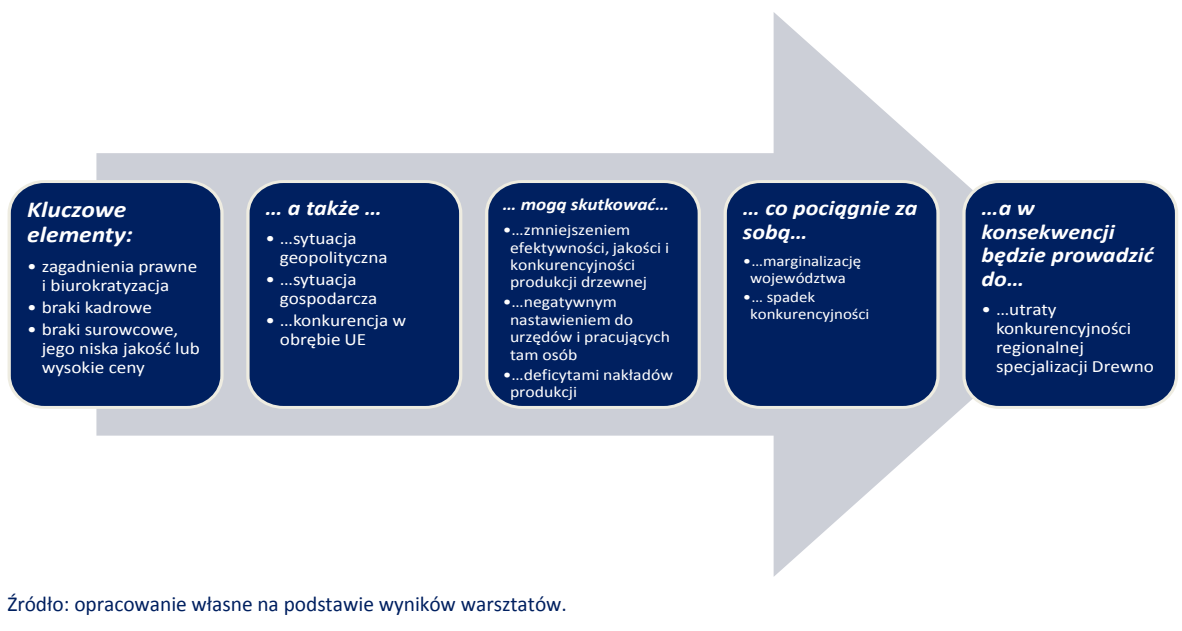 Kluczowe
elementy:
• zagadnienia prawne
i biurokratyzacja
• braki kadrowe
• braki surowcowe,
jego niska jakość lub
wysokie ceny
... a także ...
• ...sytuacja
geopolityczna
• ...sytuacja
gospodarcza
• ...konkurencja w
obrębie UE
... mogą skutkować...
•...zmniejszeniem
efektywności, jakości i
konkurencyjności
produkcji drzewnej
•...negatywnym
nastawieniem do
urzędów i pracujących
tam osób
•...deficytami nakładów
produkcji
... co pociągnie za
sobą...
•...marginalizację
województwa
•... spadek
konkurencyjności
...a w
konsekwencji
będzie prowadzić
do...
• ...utraty
konkurencyjności
regionalnej
specjalizacji Drewno
Źródło: opracowanie własne na podstawie wyników warsztatów.